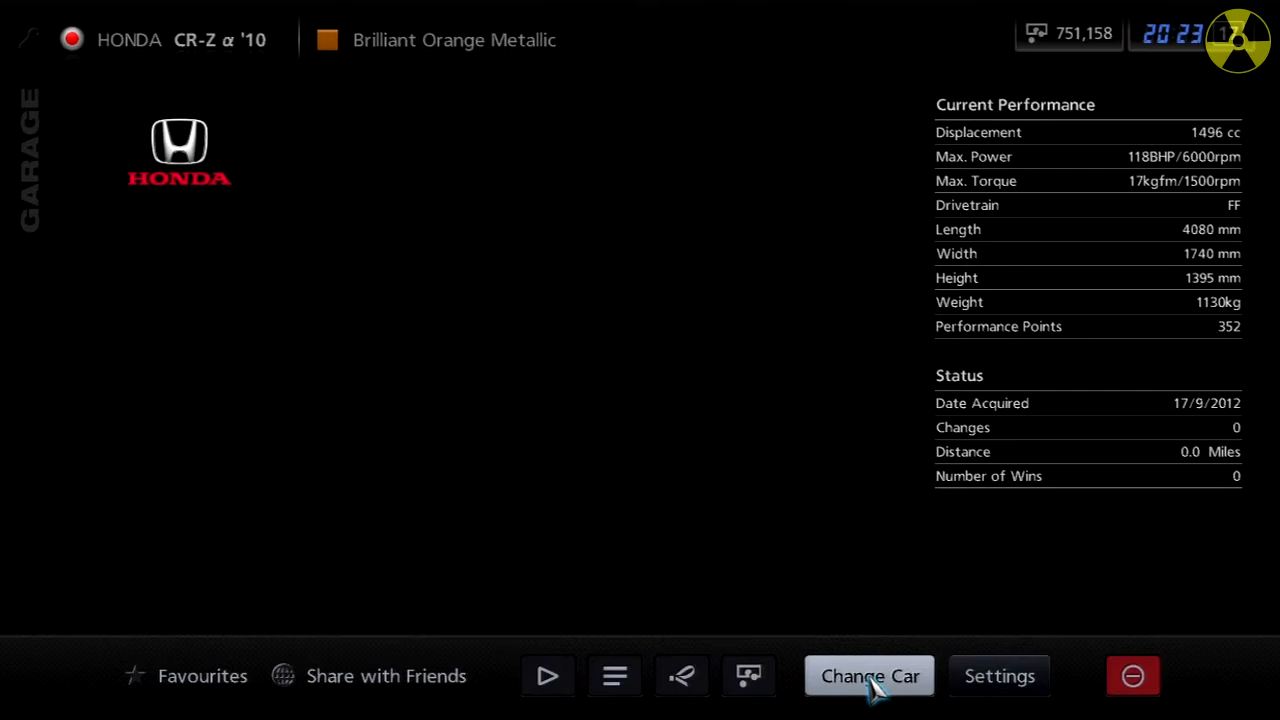 HONDA CR-Z α '10
Brilliant Orange Metallic
751,158
20 23
17
GARAGE
HONDA
Current Performance
Displacement 1496 cc
Max. Power 118BHP/6000rpm
Max. Torque 17kgfm/1500rpm
Drivetrain FF
Length 4080 mm
Width 1740 mm
Height 1395 mm
Weight 1130kg
Performance Points 352
Status
Date Acquired 17/9/2012
Changes 0
Distance 0.0 Miles
Number of Wins 0
Favourites
Share with Friends
Change Car
Settings